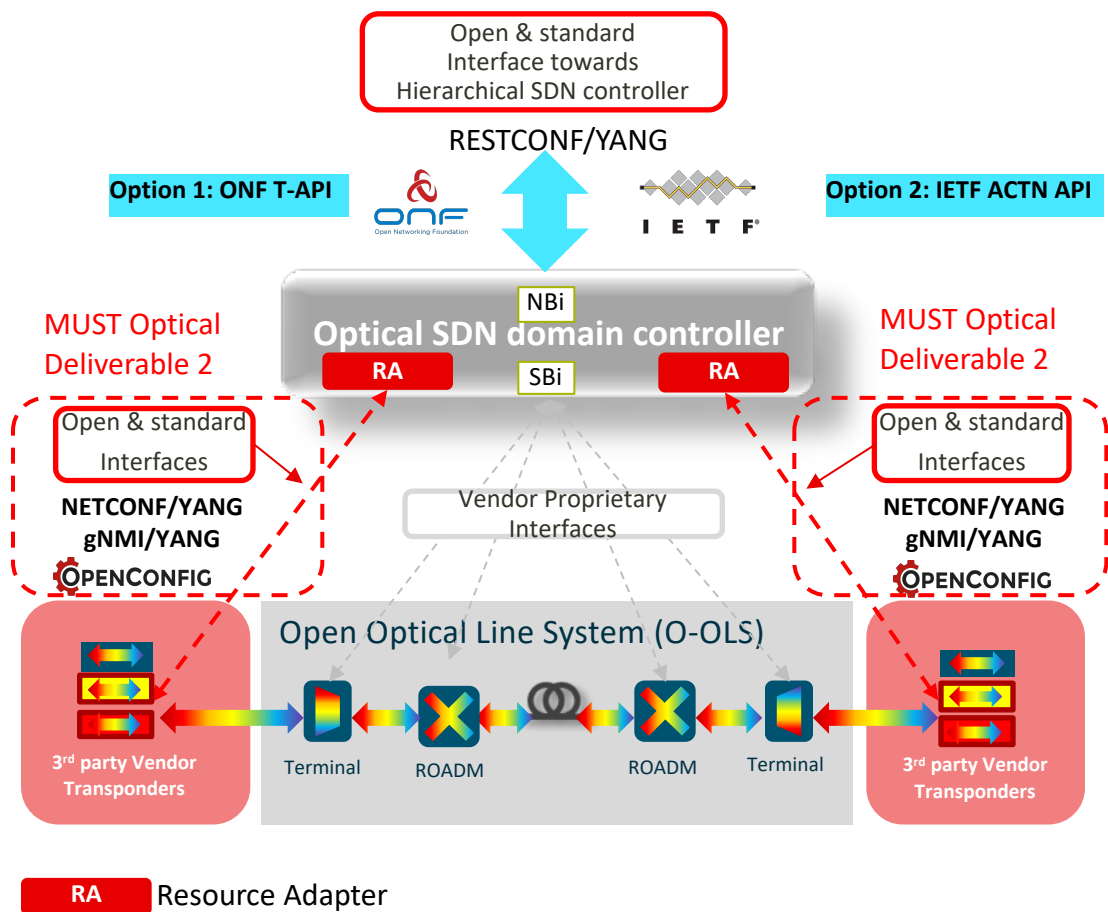 Open & standard
Interface towards
Hierarchical SDN controller
RESTCONF/YANG
Option 1: ONF T-API
ONF
Open Networking Foundation
I E T F®
Option 2: IETF ACTN API
NBi
Optical SDN domain controller
RA
SBi
RA
MUST Optical
Deliverable 2
MUST Optical
Deliverable 2
Open & standard
Interfaces
NETCONF/YANG
gNMI/YANG
OPENCONFIG
Vendor Proprietary
Interfaces
Open & standard
Interfaces
NETCONF/YANG
gNMI/YANG
OPENCONFIG
Open Optical Line System (O-OLS)
3rd party Vendor
Transponders
Terminal
ROADM
ROADM
Terminal
3rd party Vendor
Transponders
RA Resource Adapter